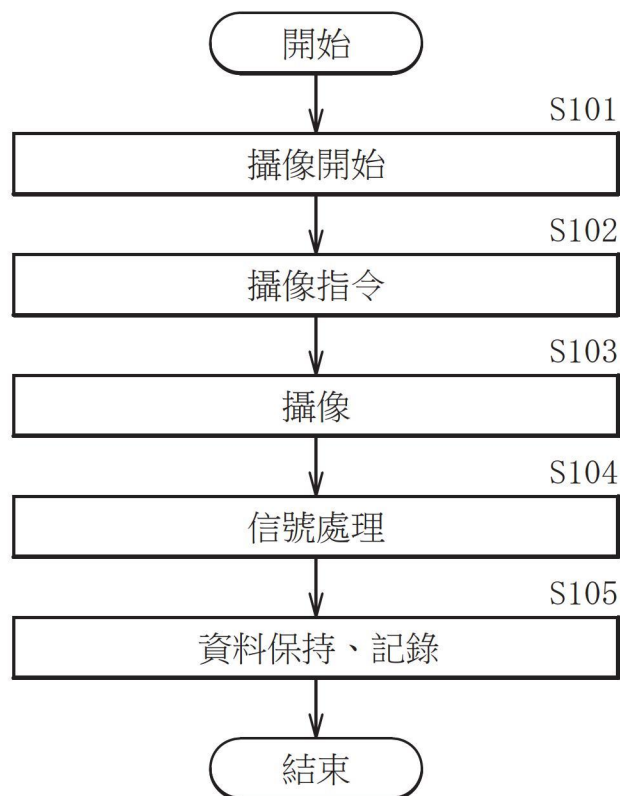 開始
S101
攝像開始
S102
攝像指令
S103
攝像
S104
信號處理
S105
資料保持、記錄
結束